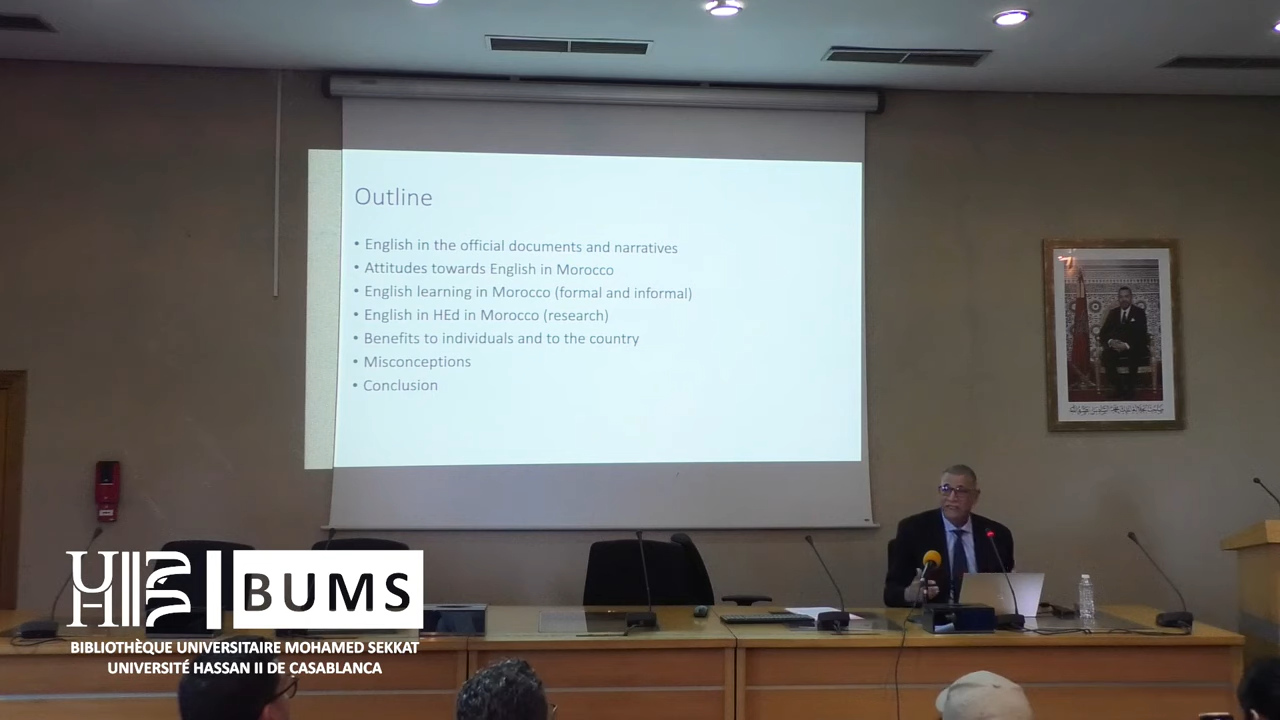 Outline
• English in the official documents and narratives
• Attitudes towards English in Morocco
• English learning in Morocco (formal and informal)
• English in HEd in Morocco (research)
• Benefits to individuals and to the country
• Misconceptions
• Conclusion
UH2C BUMS
BIBLIOTHÈQUE UNIVERSITAIRE MOHAMED SEKKAT
UNIVERSITÉ HASSAN II DE CASABLANCA